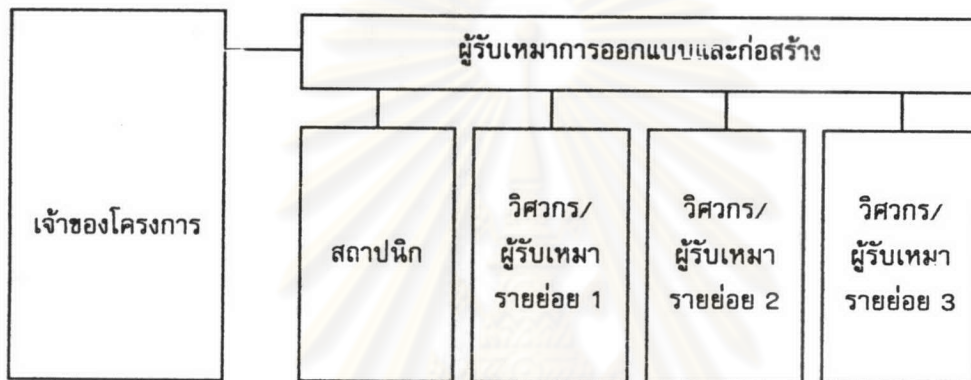 ผู้รับเหมาการออกแบบและก่อสร้าง
เจ้าของโครงการ
สถาปนิก
วิศวกร/
ผู้รับเหมา
รายย่อย 1
วิศวกร/
ผู้รับเหมา
รายย่อย 2
วิศวกร/
ผู้รับเหมา
รายย่อย 3